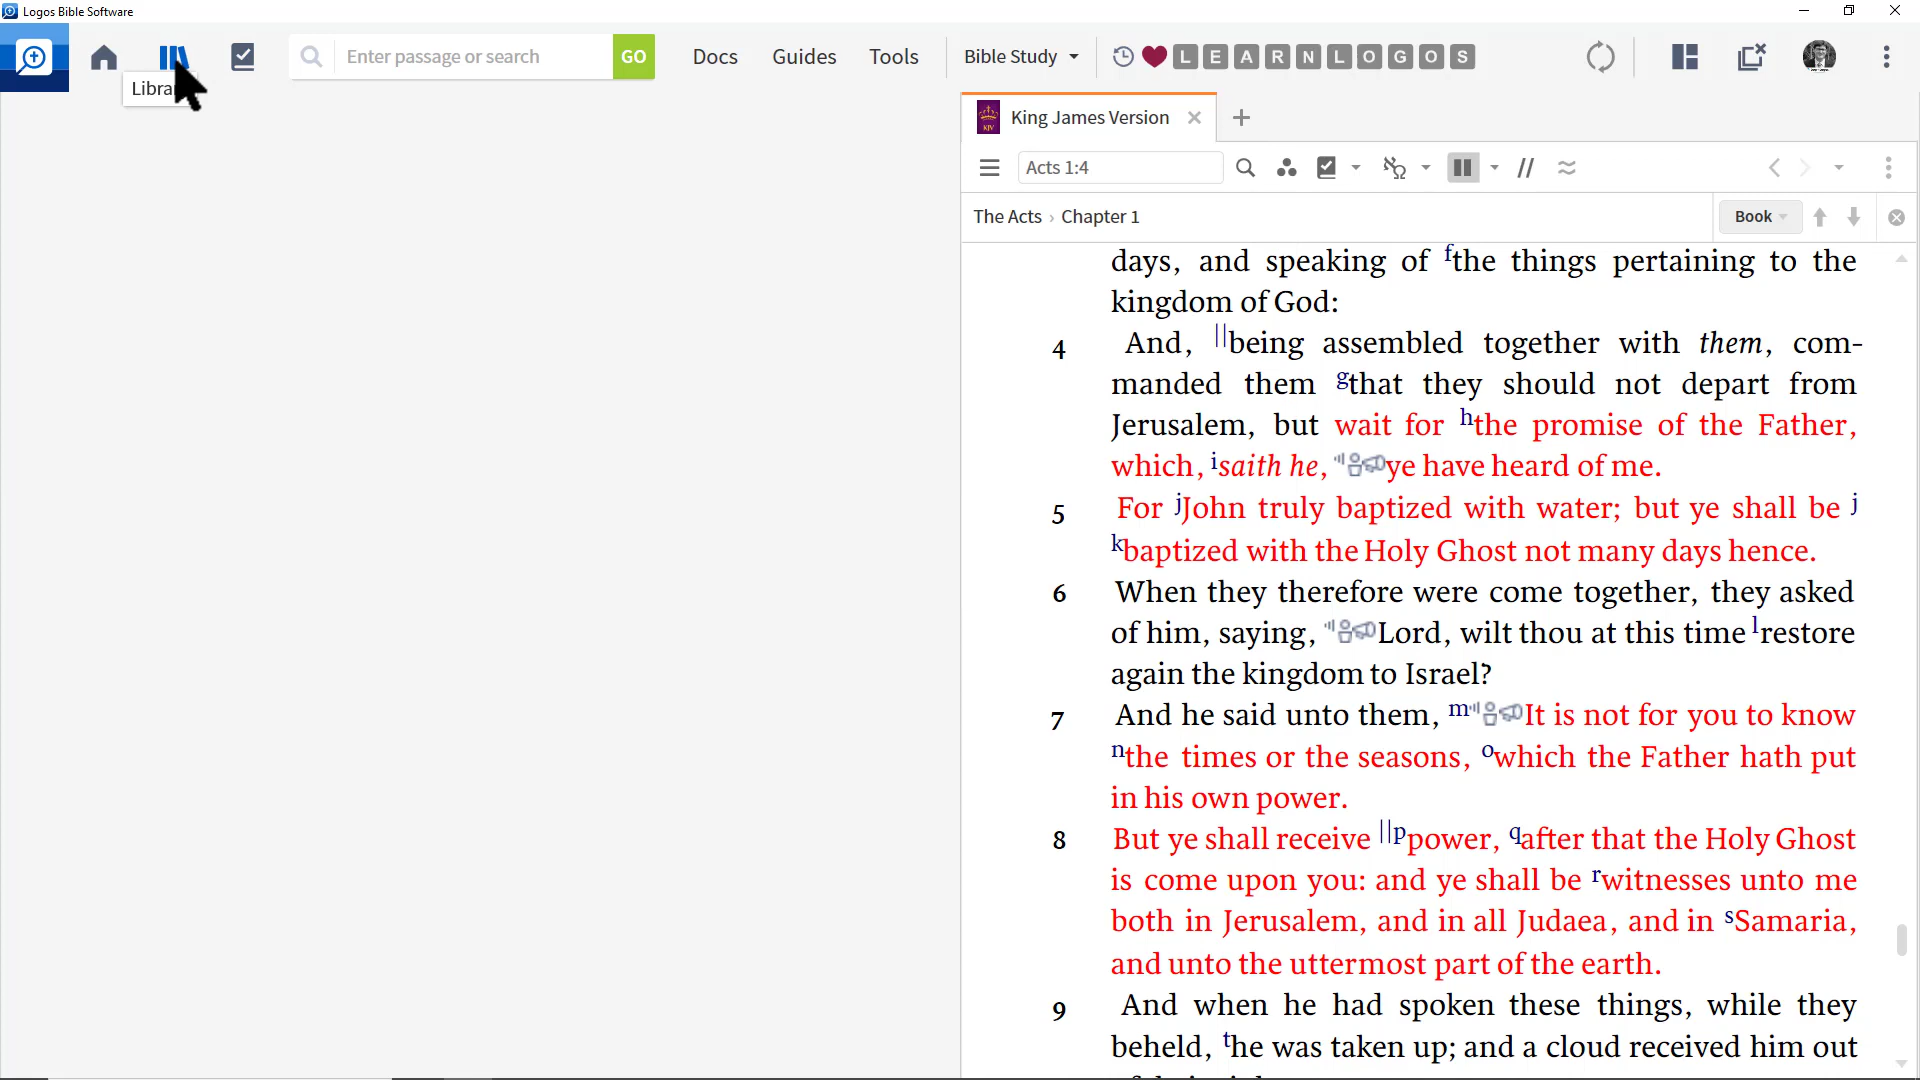 Logos Bible Software
Enter passage or search
GO
Docs
Guides
Tools
Bible Study
L E A R N L O G O S
King James Version
Acts 1:4
The Acts › Chapter 1
Book
days, and speaking of fthe things pertaining to the
kingdom of God:
4 And, ||being assembled together with them, com-
manded them gthat they should not depart from
Jerusalem, but wait for hthe promise of the Father,
which, isaith he, ye have heard of me.
5 For jJohn truly baptized with water; but ye shall be j
kbaptized with the Holy Ghost not many days hence.
6 When they therefore were come together, they asked
of him, saying, Lord, wilt thou at this time lrestore
again the kingdom to Israel?
7 And he said unto them, mIt is not for you to know
nthe times or the seasons, owhich the Father hath put
in his own power.
8 But ye shall receive ||ppower, qafter that the Holy Ghost
is come upon you: and ye shall be rwitnesses unto me
both in Jerusalem, and in all Judaea, and in sSamaria,
and unto the uttermost part of the earth.
9 And when he had spoken these things, while they
beheld, the was taken up; and a cloud received him out